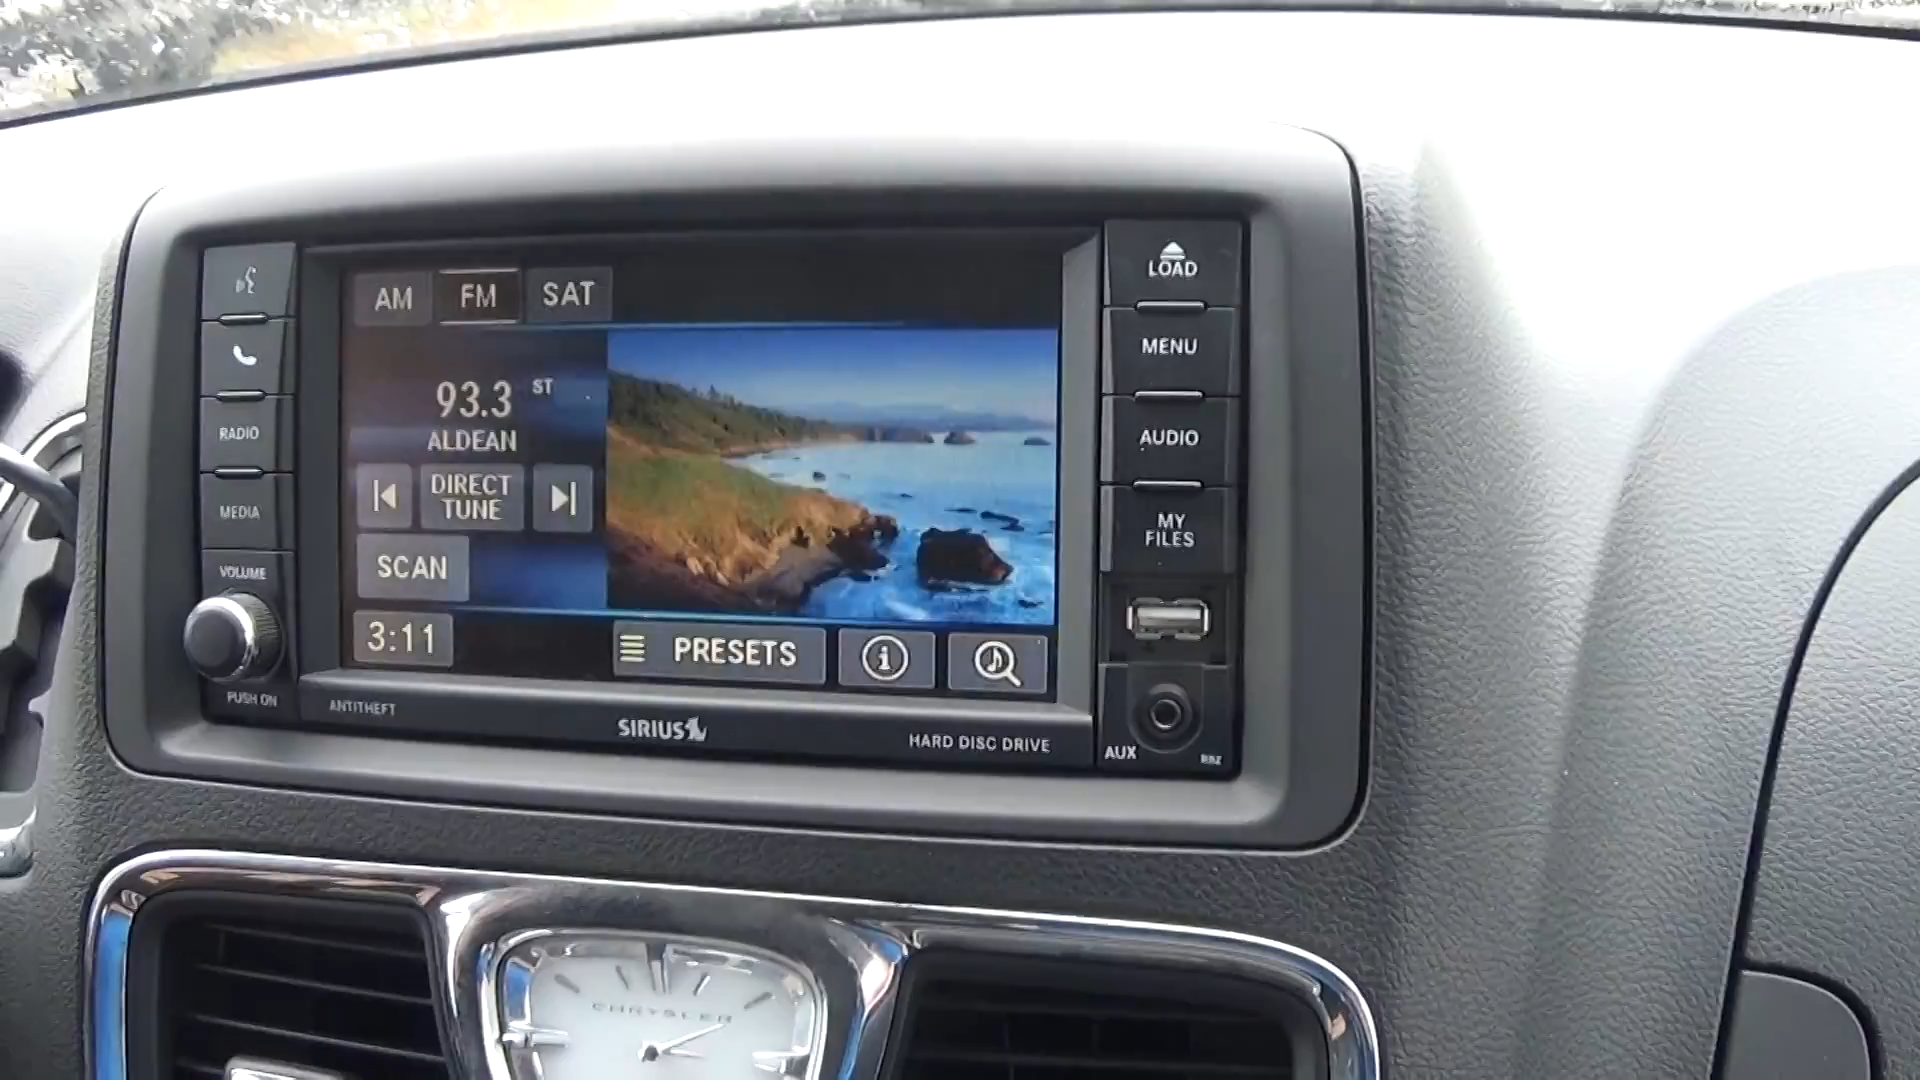 AM FM SAT
93.3 ST
ALDEAN
DIRECT
TUNE
SCAN
3:11
PRESETS
RADIO
MEDIA
VOLUME
PUSH ON
ANTITHEFT
SIRIUS
HARD DISC DRIVE
LOAD
MENU
AUDIO
MY
FILES
AUX
RBZ
CHRYSLER